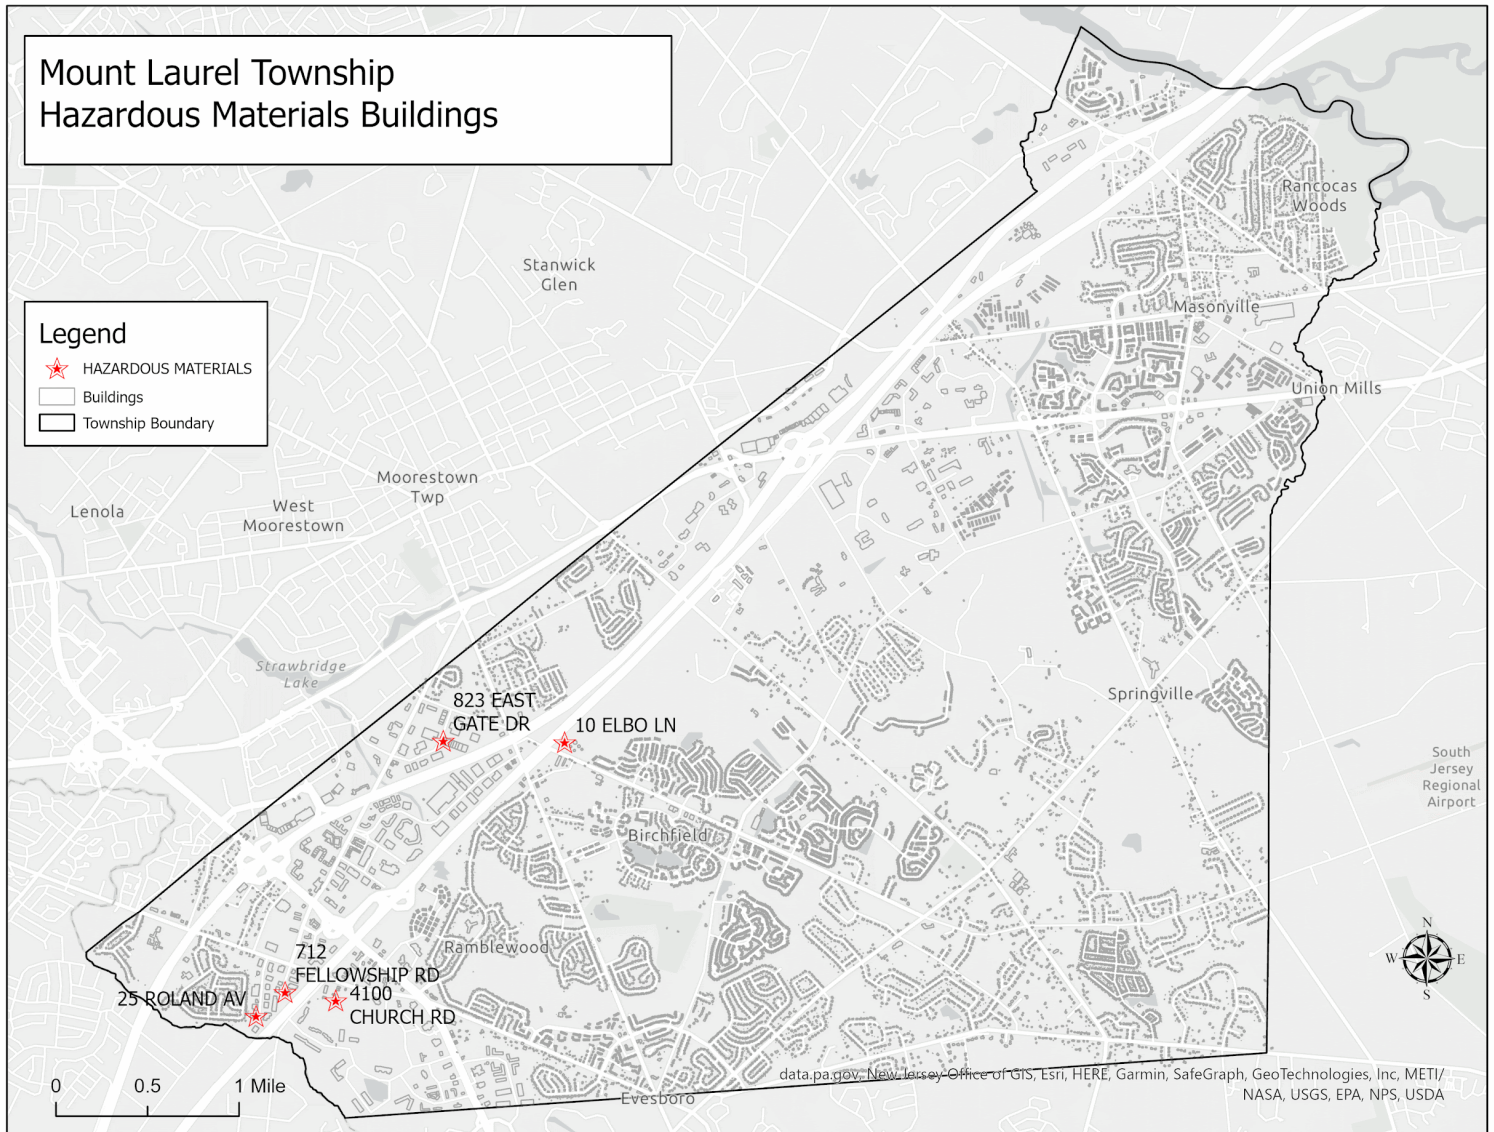 Mount Laurel Township
Hazardous Materials Buildings
Rancocas
Woods
Stanwick
Glen
Masonville
Legend
HAZARDOUS MATERIALS
Buildings
Township Boundary
Union Mills
Moorestown
Twp
West
Moorestown
Lenola
Strawbridge
Lake
Springville
823 EAST
GATE DR
10 ELBO LN
South
Jersey
Regional
Airport
Birchfield
Ramblewood
712
FELLOWSHIP RD
25 ROLAND AV
4100
CHURCH RD
N
W
E
S
0 0.5 1 Mile
Evesboro
data.pa.gov, New Jersey Office of GIS, Esri, HERE, Garmin, SafeGraph, GeoTechnologies, Inc, METI/
NASA, USGS, EPA, NPS, USDA